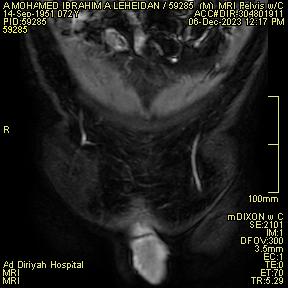 A MOHAMED IBRAHIM A LEHEIDAN / 59285 (M) MRI Pelvis w/C
14-Sep-1951 072Y ACC#DIR:304801911
PID:59285 06-Dec-2023 12:17 PM
59285
R
100mm
mDIXON w C
SE:2101
IM:1
DFOV:300
3.5mm
Ad Diriyah Hospital EC:1
MRI TE:0
MRI ET:70
TR:5.29